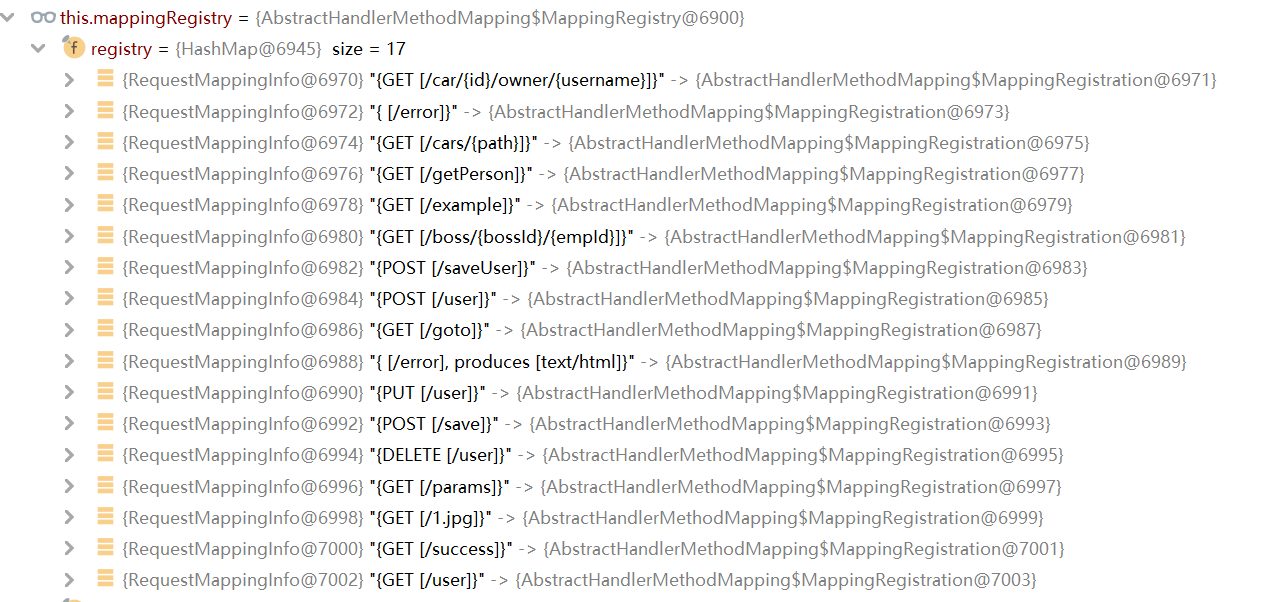 this.mappingRegistry = {AbstractHandlerMethodMapping$MappingRegistry@6900}
f registry = {HashMap@6945} size = 17
{RequestMappingInfo@6970} "{GET [/car/{id}/owner/{username}]}" -> {AbstractHandlerMethodMapping$MappingRegistration@6971}
{RequestMappingInfo@6972} "{ [/error]}" -> {AbstractHandlerMethodMapping$MappingRegistration@6973}
{RequestMappingInfo@6974} "{GET [/cars/{path}]}" -> {AbstractHandlerMethodMapping$MappingRegistration@6975}
{RequestMappingInfo@6976} "{GET [/getPerson]}" -> {AbstractHandlerMethodMapping$MappingRegistration@6977}
{RequestMappingInfo@6978} "{GET [/example]}" -> {AbstractHandlerMethodMapping$MappingRegistration@6979}
{RequestMappingInfo@6980} "{GET [/boss/{bossId}/{empId}]}" -> {AbstractHandlerMethodMapping$MappingRegistration@6981}
{RequestMappingInfo@6982} "{POST [/saveUser]}" -> {AbstractHandlerMethodMapping$MappingRegistration@6983}
{RequestMappingInfo@6984} "{POST [/user]}" -> {AbstractHandlerMethodMapping$MappingRegistration@6985}
{RequestMappingInfo@6986} "{GET [/goto]}" -> {AbstractHandlerMethodMapping$MappingRegistration@6987}
{RequestMappingInfo@6988} "{ [/error], produces [text/html]}" -> {AbstractHandlerMethodMapping$MappingRegistration@6989}
{RequestMappingInfo@6990} "{PUT [/user]}" -> {AbstractHandlerMethodMapping$MappingRegistration@6991}
{RequestMappingInfo@6992} "{POST [/save]}" -> {AbstractHandlerMethodMapping$MappingRegistration@6993}
{RequestMappingInfo@6994} "{DELETE [/user]}" -> {AbstractHandlerMethodMapping$MappingRegistration@6995}
{RequestMappingInfo@6996} "{GET [/params]}" -> {AbstractHandlerMethodMapping$MappingRegistration@6997}
{RequestMappingInfo@6998} "{GET [/1.jpg]}" -> {AbstractHandlerMethodMapping$MappingRegistration@6999}
{RequestMappingInfo@7000} "{GET [/success]}" -> {AbstractHandlerMethodMapping$MappingRegistration@7001}
{RequestMappingInfo@7002} "{GET [/user]}" -> {AbstractHandlerMethodMapping$MappingRegistration@7003}